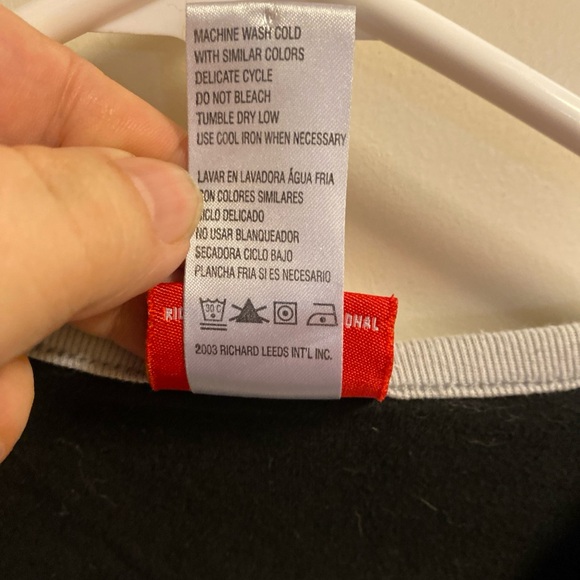 MACHINE WASH COLD
WITH SIMILAR COLORS
DELICATE CYCLE
DO NOT BLEACH
TUMBLE DRY LOW
USE COOL IRON WHEN NECESSARY
LAVAR EN LAVADORA ÁGUA FRIA
CON COLORES SIMILARES
CICLO DELICADO
NO USAR BLANQUEADOR
SECADORA CICLO BAJO
PLANCHA FRIA SI ES NECESARIO
30 C
2003 RICHARD LEEDS INT'L INC.